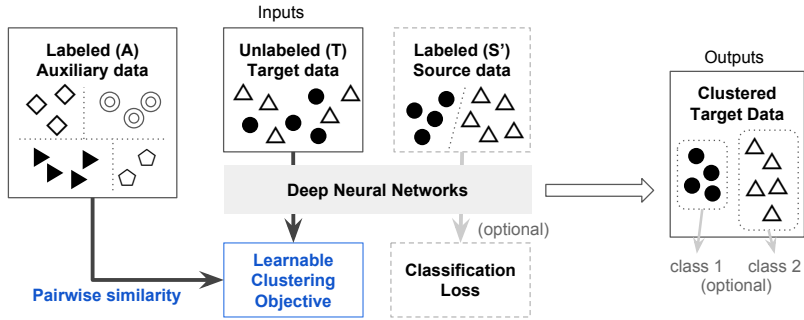 Inputs
Labeled (A)
Auxiliary data
Unlabeled (T)
Target data
Labeled (S')
Source data
Outputs
Clustered
Target Data
Deep Neural Networks
(optional)
Learnable
Clustering
Objective
Classification
Loss
Pairwise similarity
class 1
class 2
(optional)